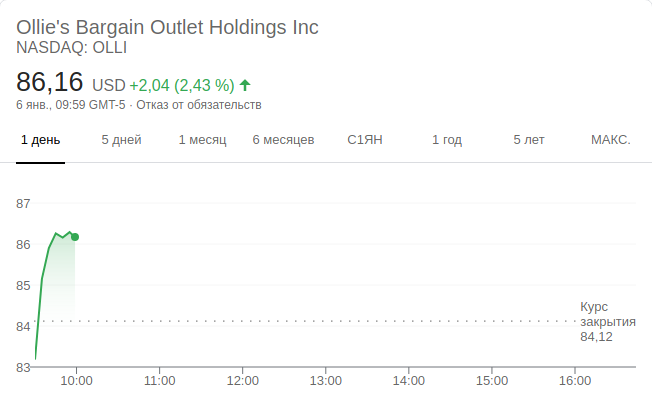 Ollie's Bargain Outlet Holdings Inc
NASDAQ: OLLI
86,16 USD +2,04 (2,43 %)
6 янв., 09:59 GMT-5 · Отказ от обязательств
1 день 5 дней 1 месяц 6 месяцев С1ЯН 1 год 5 лет МАКС.
87
86
85
84
83
Курс
закрытия
84,12
10:00 11:00 12:00 13:00 14:00 15:00 16:00